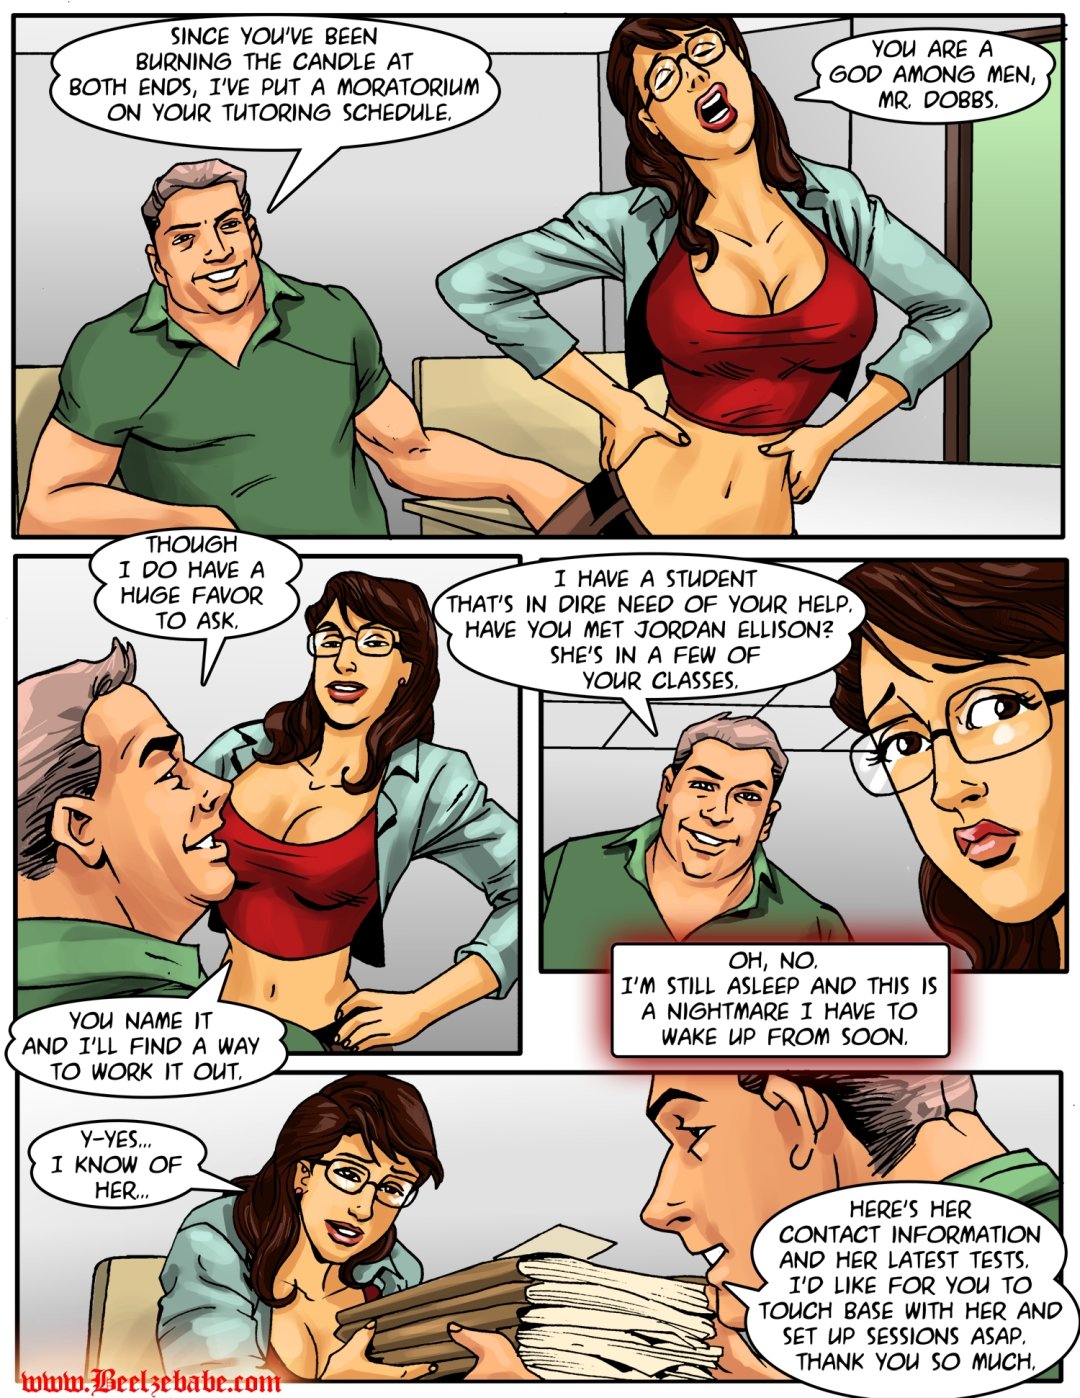 SINCE YOU'VE BEEN
BURNING THE CANDLE AT
BOTH ENDS, I'VE PUT A MORATORIUM
ON YOUR TUTORING SCHEDULE.
YOU ARE A
GOD AMONG MEN,
MR. DOBBS.
THOUGH
I DO HAVE A
HUGE FAVOR
TO ASK.
YOU NAME IT
AND I'LL FIND A WAY
TO WORK IT OUT.
I HAVE A STUDENT
THAT'S IN DIRE NEED OF YOUR HELP.
HAVE YOU MET JORDAN ELLISON?
SHE'S IN A FEW OF
YOUR CLASSES.
OH, NO.
I'M STILL ASLEEP AND THIS IS
A NIGHTMARE I HAVE TO
WAKE UP FROM SOON.
Y-YES...
I KNOW OF
HER...
HERE'S HER
CONTACT INFORMATION
AND HER LATEST TESTS.
I'D LIKE FOR YOU TO
TOUCH BASE WITH HER AND
SET UP SESSIONS ASAP.
THANK YOU SO MUCH.
www.Beelzebabe.com